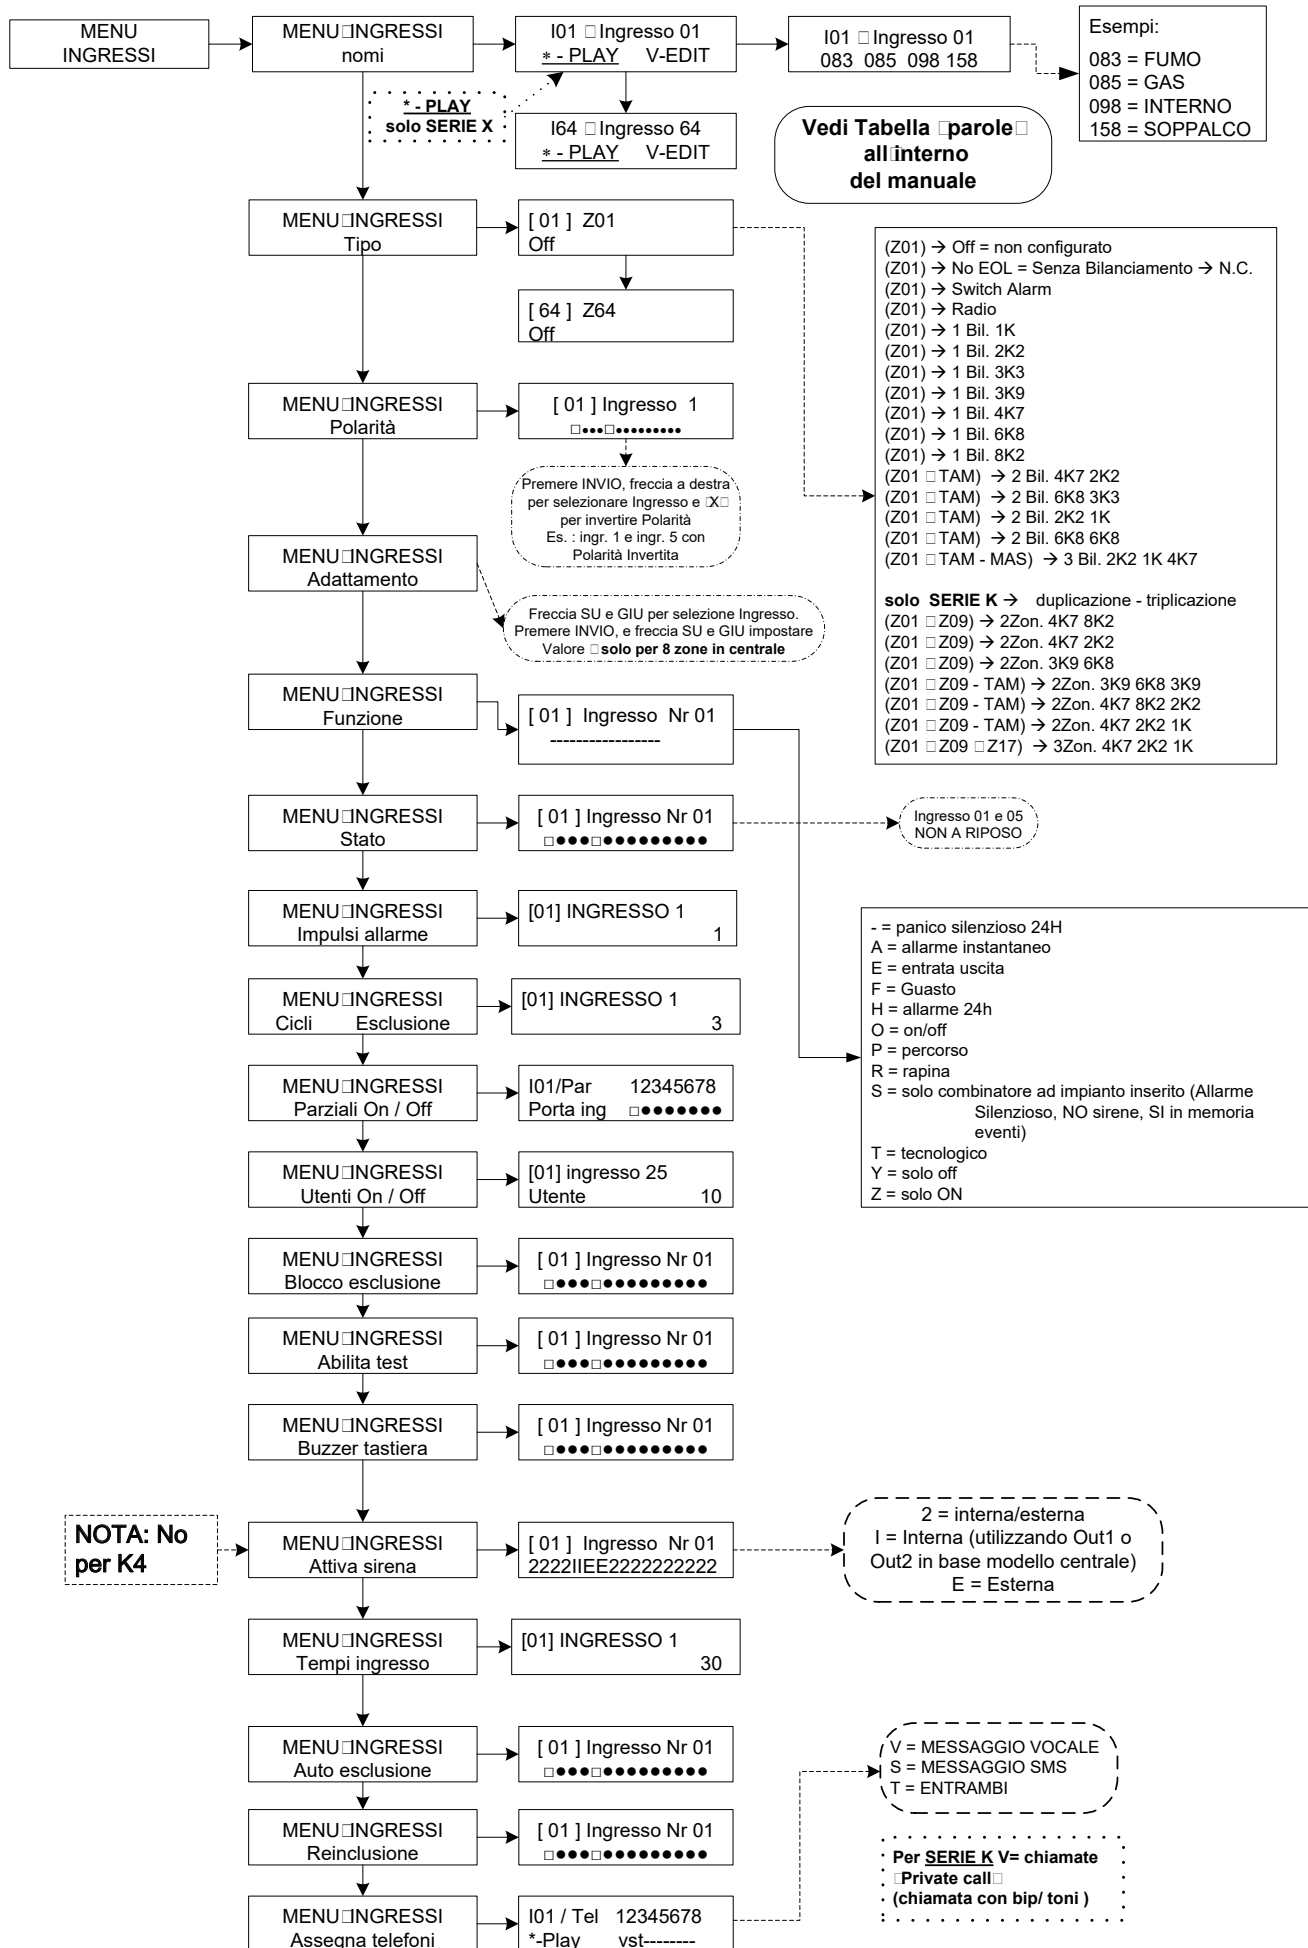 MENU
INGRESSI
MENU□INGRESSI
nomi
I01 □ Ingresso 01
* - PLAY V-EDIT
I01 □ Ingresso 01
083 085 098 158
Esempi:
083 = FUMO
085 = GAS
098 = INTERNO
158 = SOPPALCO
* - PLAY
solo SERIE X
I64 □ Ingresso 64
* - PLAY V-EDIT
Vedi Tabella □parole□
all□interno
del manuale
MENU□INGRESSI
Tipo
[ 01 ] Z01
Off
[ 64 ] Z64
Off
(Z01) → Off = non configurato
(Z01) → No EOL = Senza Bilanciamento → N.C.
(Z01) → Switch Alarm
(Z01) → Radio
(Z01) → 1 Bil. 1K
(Z01) → 1 Bil. 2K2
(Z01) → 1 Bil. 3K3
(Z01) → 1 Bil. 3K9
(Z01) → 1 Bil. 4K7
(Z01) → 1 Bil. 6K8
(Z01) → 1 Bil. 8K2
(Z01 □ TAM) → 2 Bil. 4K7 2K2
(Z01 □ TAM) → 2 Bil. 6K8 3K3
(Z01 □ TAM) → 2 Bil. 2K2 1K
(Z01 □ TAM) → 2 Bil. 6K8 6K8
(Z01 □ TAM - MAS) → 3 Bil. 2K2 1K 4K7
solo SERIE K → duplicazione - triplicazione
(Z01 □ Z09) → 2Zon. 4K7 8K2
(Z01 □ Z09) → 2Zon. 4K7 2K2
(Z01 □ Z09) → 2Zon. 3K9 6K8
(Z01 □ Z09 - TAM) → 2Zon. 3K9 6K8 3K9
(Z01 □ Z09 - TAM) → 2Zon. 4K7 8K2 2K2
(Z01 □ Z09 - TAM) → 2Zon. 4K7 2K2 1K
(Z01 □ Z09 □ Z17) → 3Zon. 4K7 2K2 1K
MENU□INGRESSI
Polarità
[ 01 ] Ingresso 1
□●●●□●●●●●●●●●
Premere INVIO, freccia a destra
per selezionare Ingresso e □X□
per invertire Polarità
Es. : ingr. 1 e ingr. 5 con
Polarità Invertita
MENU□INGRESSI
Adattamento
Freccia SU e GIU per selezione Ingresso.
Premere INVIO, e freccia SU e GIU impostare
Valore □ solo per 8 zone in centrale
MENU□INGRESSI
Funzione
[ 01 ] Ingresso Nr 01
-----------------
MENU□INGRESSI
Stato
[ 01 ] Ingresso Nr 01
□●●●□●●●●●●●●●
Ingresso 01 e 05
NON A RIPOSO
MENU□INGRESSI
Impulsi allarme
[01] INGRESSO 1
1
- = panico silenzioso 24H
A = allarme instantaneo
E = entrata uscita
F = Guasto
H = allarme 24h
O = on/off
P = percorso
R = rapina
S = solo combinatore ad impianto inserito (Allarme
Silenzioso, NO sirene, SI in memoria
eventi)
T = tecnologico
Y = solo off
Z = solo ON
MENU□INGRESSI
Cicli Esclusione
[01] INGRESSO 1
3
MENU□INGRESSI
Parziali On / Off
I01/Par 12345678
Porta ing □●●●●●●●
MENU□INGRESSI
Utenti On / Off
[01] ingresso 25
Utente 10
MENU□INGRESSI
Blocco esclusione
[ 01 ] Ingresso Nr 01
□●●●□●●●●●●●●●
MENU□INGRESSI
Abilita test
[ 01 ] Ingresso Nr 01
□●●●□●●●●●●●●●
MENU□INGRESSI
Buzzer tastiera
[ 01 ] Ingresso Nr 01
□●●●□●●●●●●●●●
NOTA: No
per K4
MENU□INGRESSI
Attiva sirena
[ 01 ] Ingresso Nr 01
2222IIEE2222222222
2 = interna/esterna
I = Interna (utilizzando Out1 o
Out2 in base modello centrale)
E = Esterna
MENU□INGRESSI
Tempi ingresso
[01] INGRESSO 1
30
MENU□INGRESSI
Auto esclusione
[ 01 ] Ingresso Nr 01
□●●●□●●●●●●●●●
V = MESSAGGIO VOCALE
S = MESSAGGIO SMS
T = ENTRAMBI
MENU□INGRESSI
Reinclusione
[ 01 ] Ingresso Nr 01
□●●●□●●●●●●●●●
Per SERIE K V= chiamate
□Private call□
(chiamata con bip/ toni )
MENU□INGRESSI
Assegna telefoni
I01 / Tel 12345678
*-Play vst--------